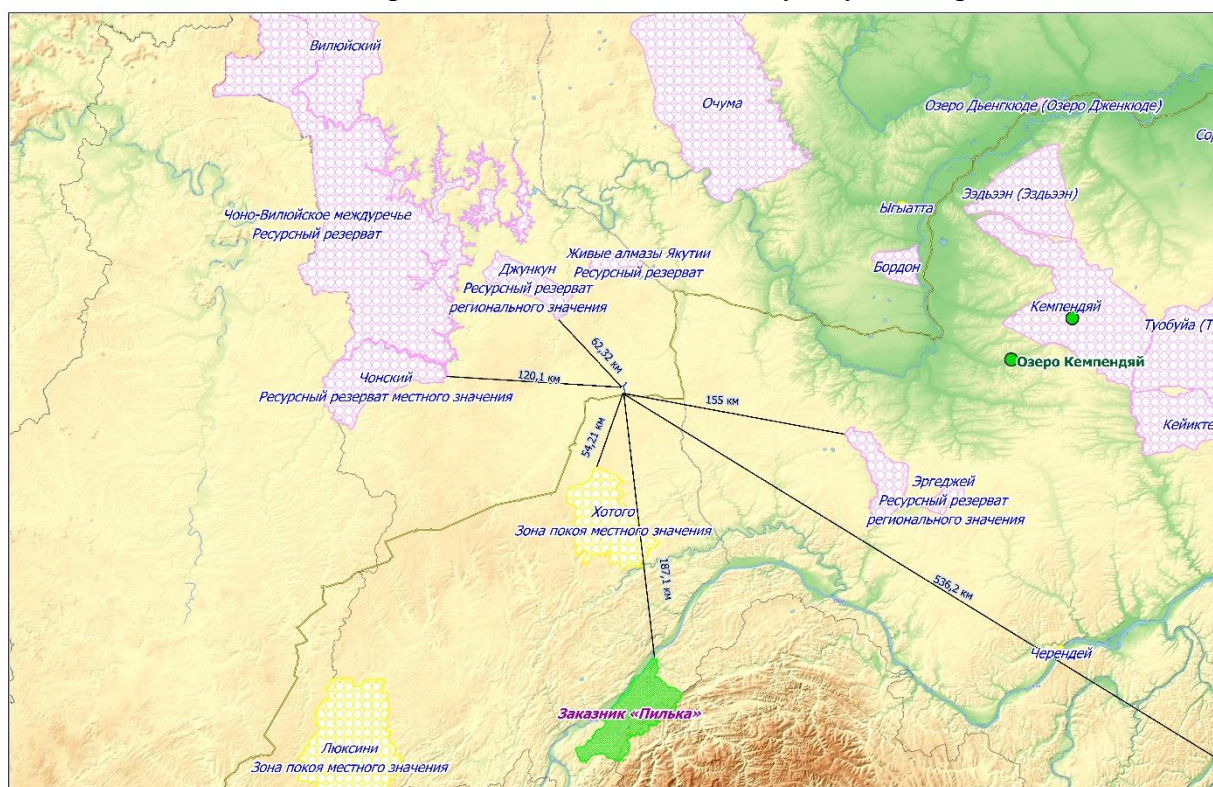 Вилюйский
Очума
Озеро Дьенгкюде (Озеро Дженкюде)
Ээдьээн (Эздьээн)
Ыгыатта
Чоно-Вилюйское междуречье
Ресурсный резерват
Живые алмазы Якутии
Ресурсный резерват
Джункун
Ресурсный резерват
регионального значения
Бордон
Кемпендяй
Туобуйа (Т
62,32 км
Озеро Кемпендяй
120,1 км
Чонский
Ресурсный резерват местного значения
155 км
Кейикте
54,21 км
Эргеджей
Ресурсный резерват
регионального значения
Хотого
Зона покоя местного значения
187,1 км
536,2 км
Черендей
Заказник «Пилька»
Люксини
Зона покоя местного значения